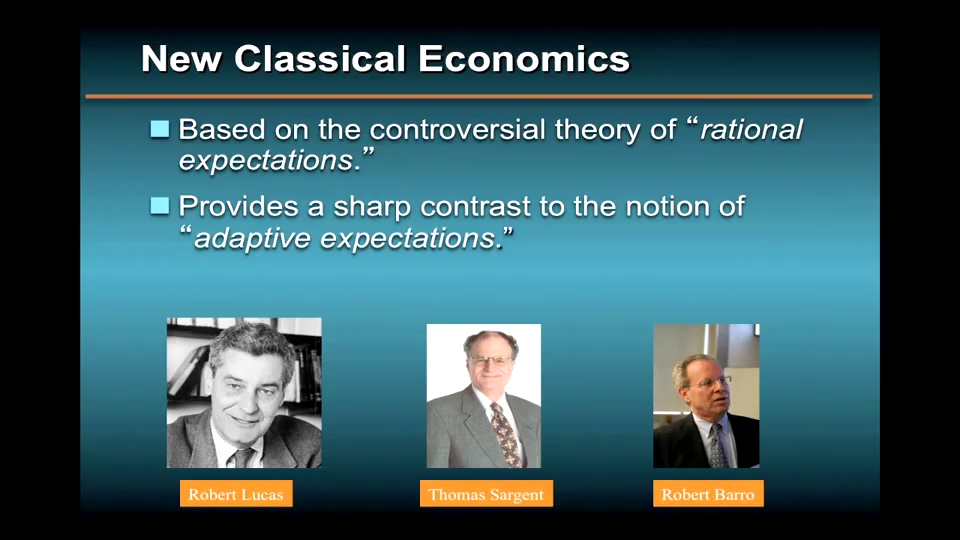 New Classical Economics
Based on the controversial theory of “rational
expectations.”
Provides a sharp contrast to the notion of
“adaptive expectations.”
Robert Lucas
Thomas Sargent
Robert Barro